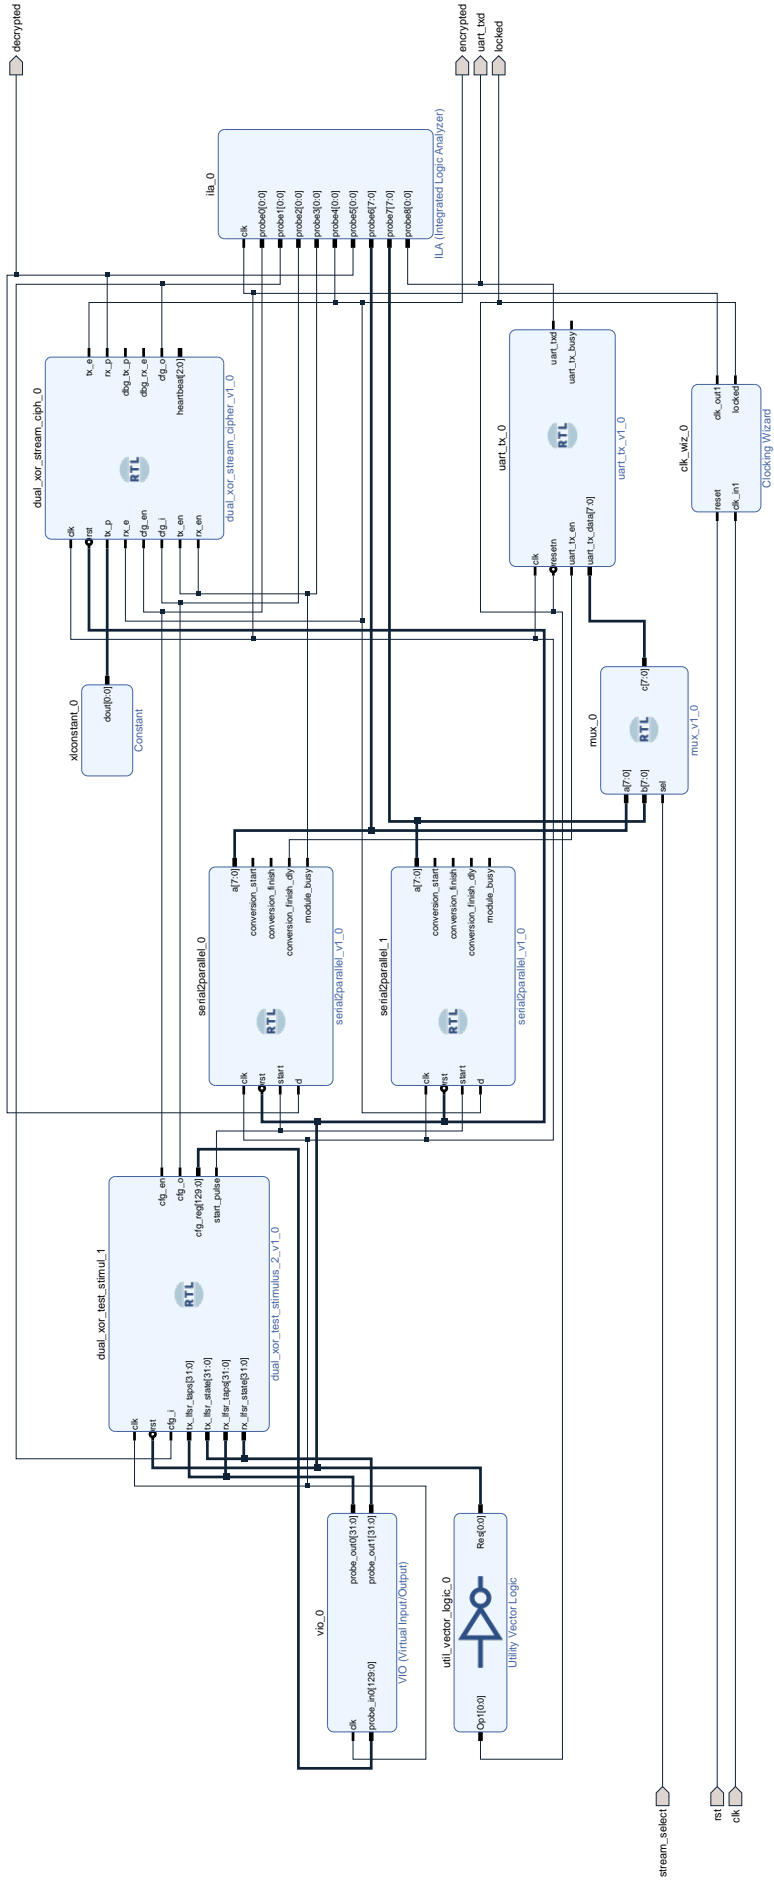 stream_select
rst
clk
vio_0
clk
probe_in0[129:0]
probe_out0[31:0]
probe_out1[31:0]
VIO (Virtual Input/Output)
util_vector_logic_0
Op1[0:0]
Res[0:0]
Utility Vector Logic
dual_xor_test_stimul_1
clk
rst
cfg_i
tx_lfsr_taps[31:0]
tx_lfsr_state[31:0]
rx_lfsr_taps[31:0]
rx_lfsr_state[31:0]
RTL
cfg_en
cfg_o
cfg_reg[129:0]
start_pulse
dual_xor_test_stimulus_2_v1_0
serial2parallel_0
clk
rst
start
d
RTL
a[7:0]
conversion_start
conversion_finish
conversion_finish_dly
module_busy
serial2parallel_v1_0
serial2parallel_1
clk
rst
start
d
RTL
a[7:0]
conversion_start
conversion_finish
conversion_finish_dly
module_busy
serial2parallel_v1_0
xlconstant_0
dout[0:0]
Constant
mux_0
a[7:0]
b[7:0]
sel
RTL
c[7:0]
mux_v1_0
dual_xor_stream_ciph_0
clk
rst
tx_p
rx_e
cfg_en
cfg_i
tx_en
rx_en
RTL
tx_e
rx_p
dbg_tx_p
dbg_rx_e
cfg_o
heartbeat[2:0]
dual_xor_stream_cipher_v1_0
uart_tx_0
clk
resetn
uart_tx_en
uart_tx_data[7:0]
RTL
uart_txd
uart_tx_busy
uart_tx_v1_0
clk_wiz_0
reset
clk_in1
clk_out1
locked
Clocking Wizard
ila_0
clk
probe0[0:0]
probe1[0:0]
probe2[0:0]
probe3[0:0]
probe4[0:0]
probe5[0:0]
probe6[7:0]
probe7[7:0]
probe8[0:0]
ILA (Integrated Logic Analyzer)
decrypted
encrypted
uart_txd
locked